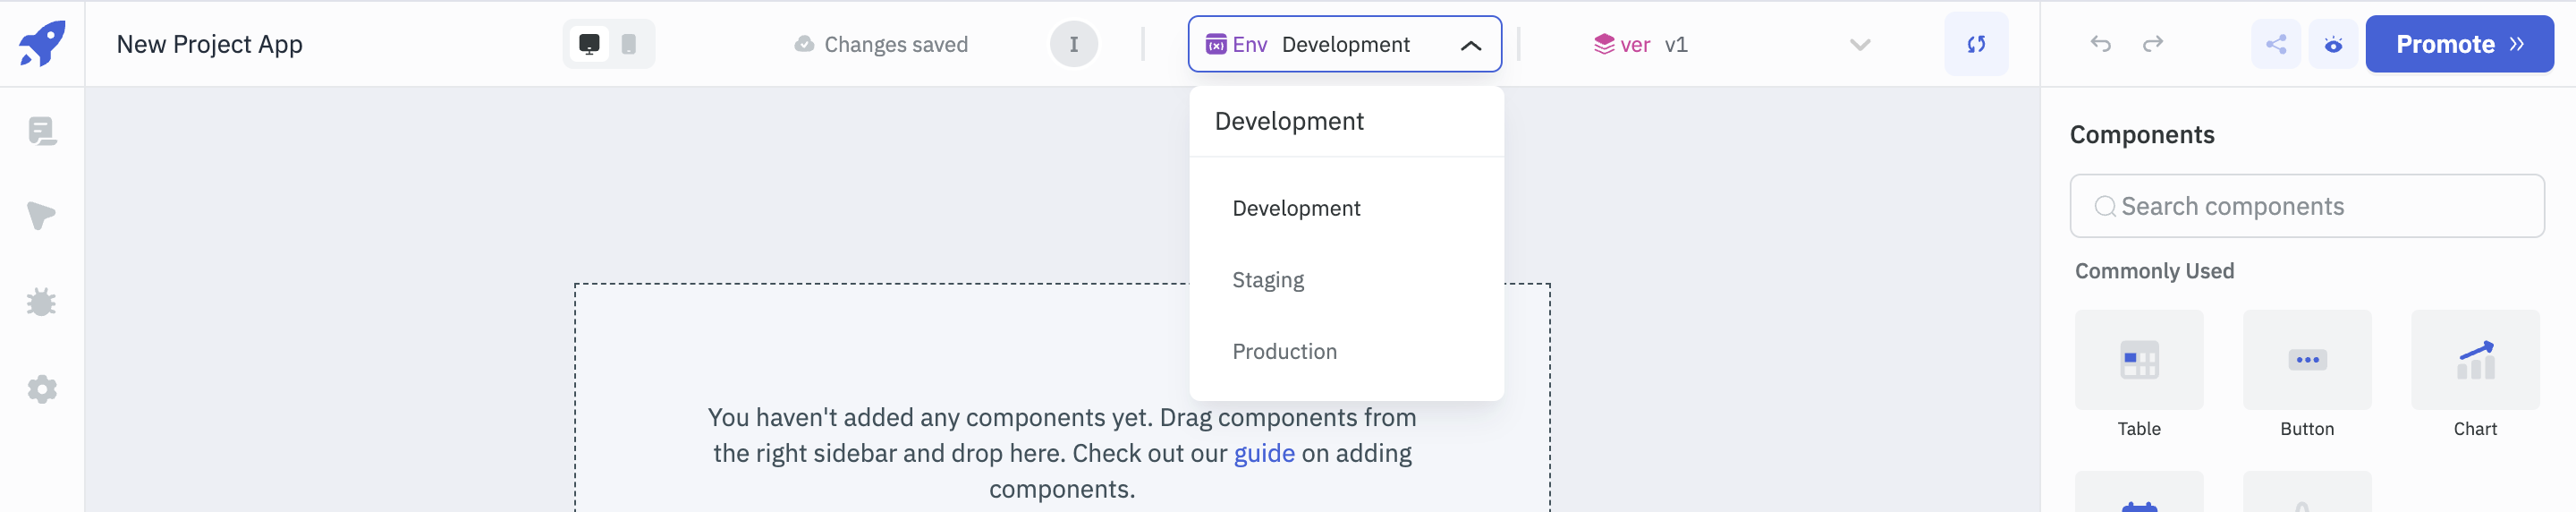 New Project App
Changes saved
I
Env Development
ver v1
Promote
Development
Development
Staging
Production
You haven't added any components yet. Drag components from
the right sidebar and drop here. Check out our guide on adding
components.
Components
Search components
Commonly Used
Table
Button
Chart